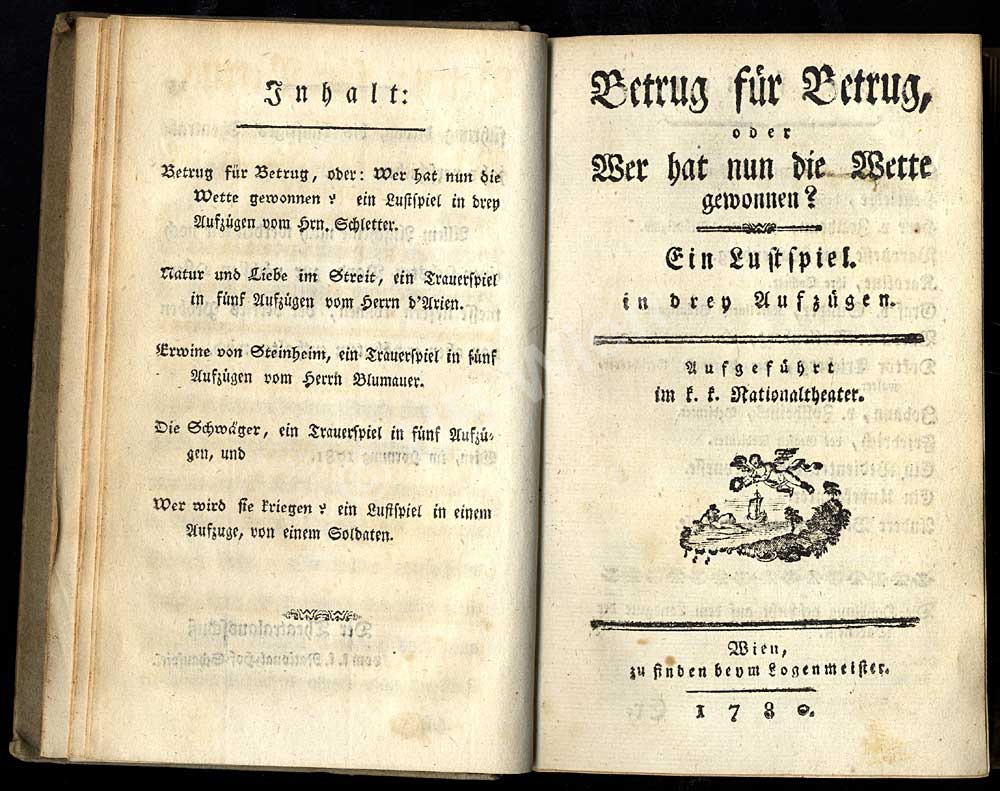 Inhalt:
Betrug für Betrug, oder: Wer hat nun die
Wette gewonnen? ein Lustspiel in drey
Aufzügen vom Hrn. Schletter.
Natur und Liebe im Streit, ein Trauerspiel
in fünf Aufzügen vom Herrn d'Arien.
Erwine von Steinheim, ein Trauerspiel in fünf
Aufzügen vom Herrn Blumauer.
Die Schwäger, ein Trauerspiel in fünf Aufzü-
gen, und
Wer wird sie kriegen? ein Lustspiel in einem
Aufzuge, von einem Soldaten.
Betrug für Betrug,
oder
Wer hat nun die Wette
gewonnen?
Ein Lustspiel.
in drey Aufzügen.
Aufgeführt
im k. k. Nationaltheater.
Wien,
zu finden beym Logenmeister.
1780.